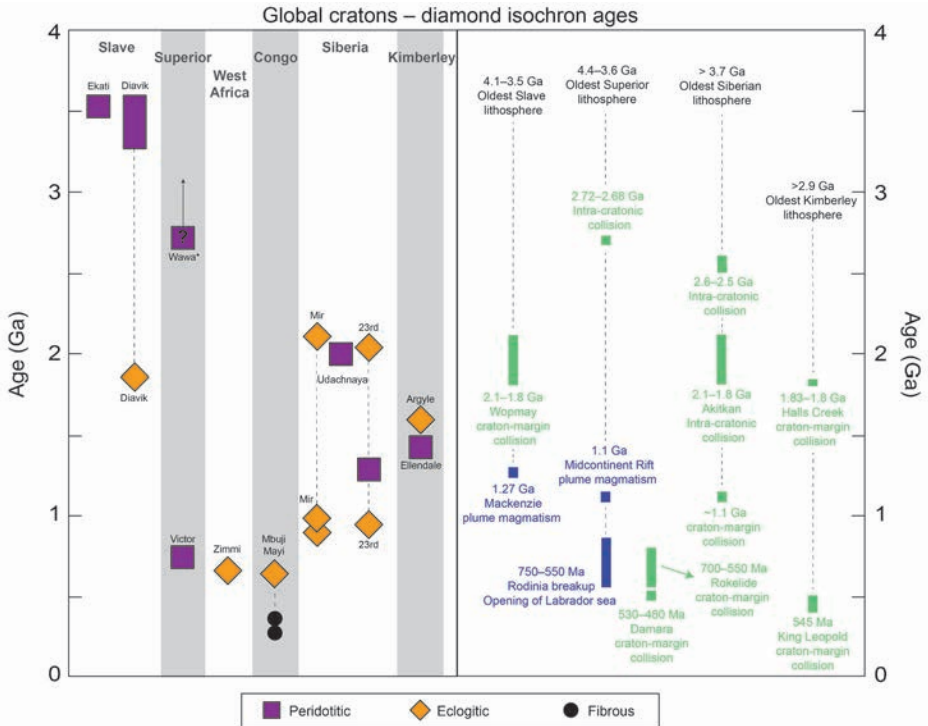 Global cratons – diamond isochron ages
4
3
2
1
0
Age (Ga)
Slave
Superior
West
Africa
Congo
Siberia
Kimberley
Ekati
Diavik
Wawa*
?
Diavik
Victor
Zimmi
Mbuji
Mayi
Mir
23rd
Udachnaya
Mir
23rd
Argyle
Ellendale
4.1–3.5 Ga
Oldest Slave
lithosphere
2.1–1.8 Ga
Wopmay
craton-margin
collision
1.27 Ga
Mackenzie
plume magmatism
4.4–3.6 Ga
Oldest Superior
lithosphere
2.72–2.68 Ga
Intra-cratonic
collision
1.1 Ga
Midcontinent Rift
plume magmatism
750–550 Ma
Rodinia breakup
Opening of Labrador sea
530–480 Ma
Damara
craton-margin
collision
700–550 Ma
Rokelide
craton-margin
collision
> 3.7 Ga
Oldest Siberian
lithosphere
2.6–2.5 Ga
Intra-cratonic
collision
2.1–1.8 Ga
Akitkan
Intra-cratonic
collision
~1.1 Ga
craton-margin
collision
>2.9 Ga
Oldest Kimberley
lithosphere
1.83–1.8 Ga
Halls Creek
craton-margin
collision
545 Ma
King Leopold
craton-margin
collision
4
3
2
1
0
Age (Ga)
Peridotitic
Eclogitic
Fibrous